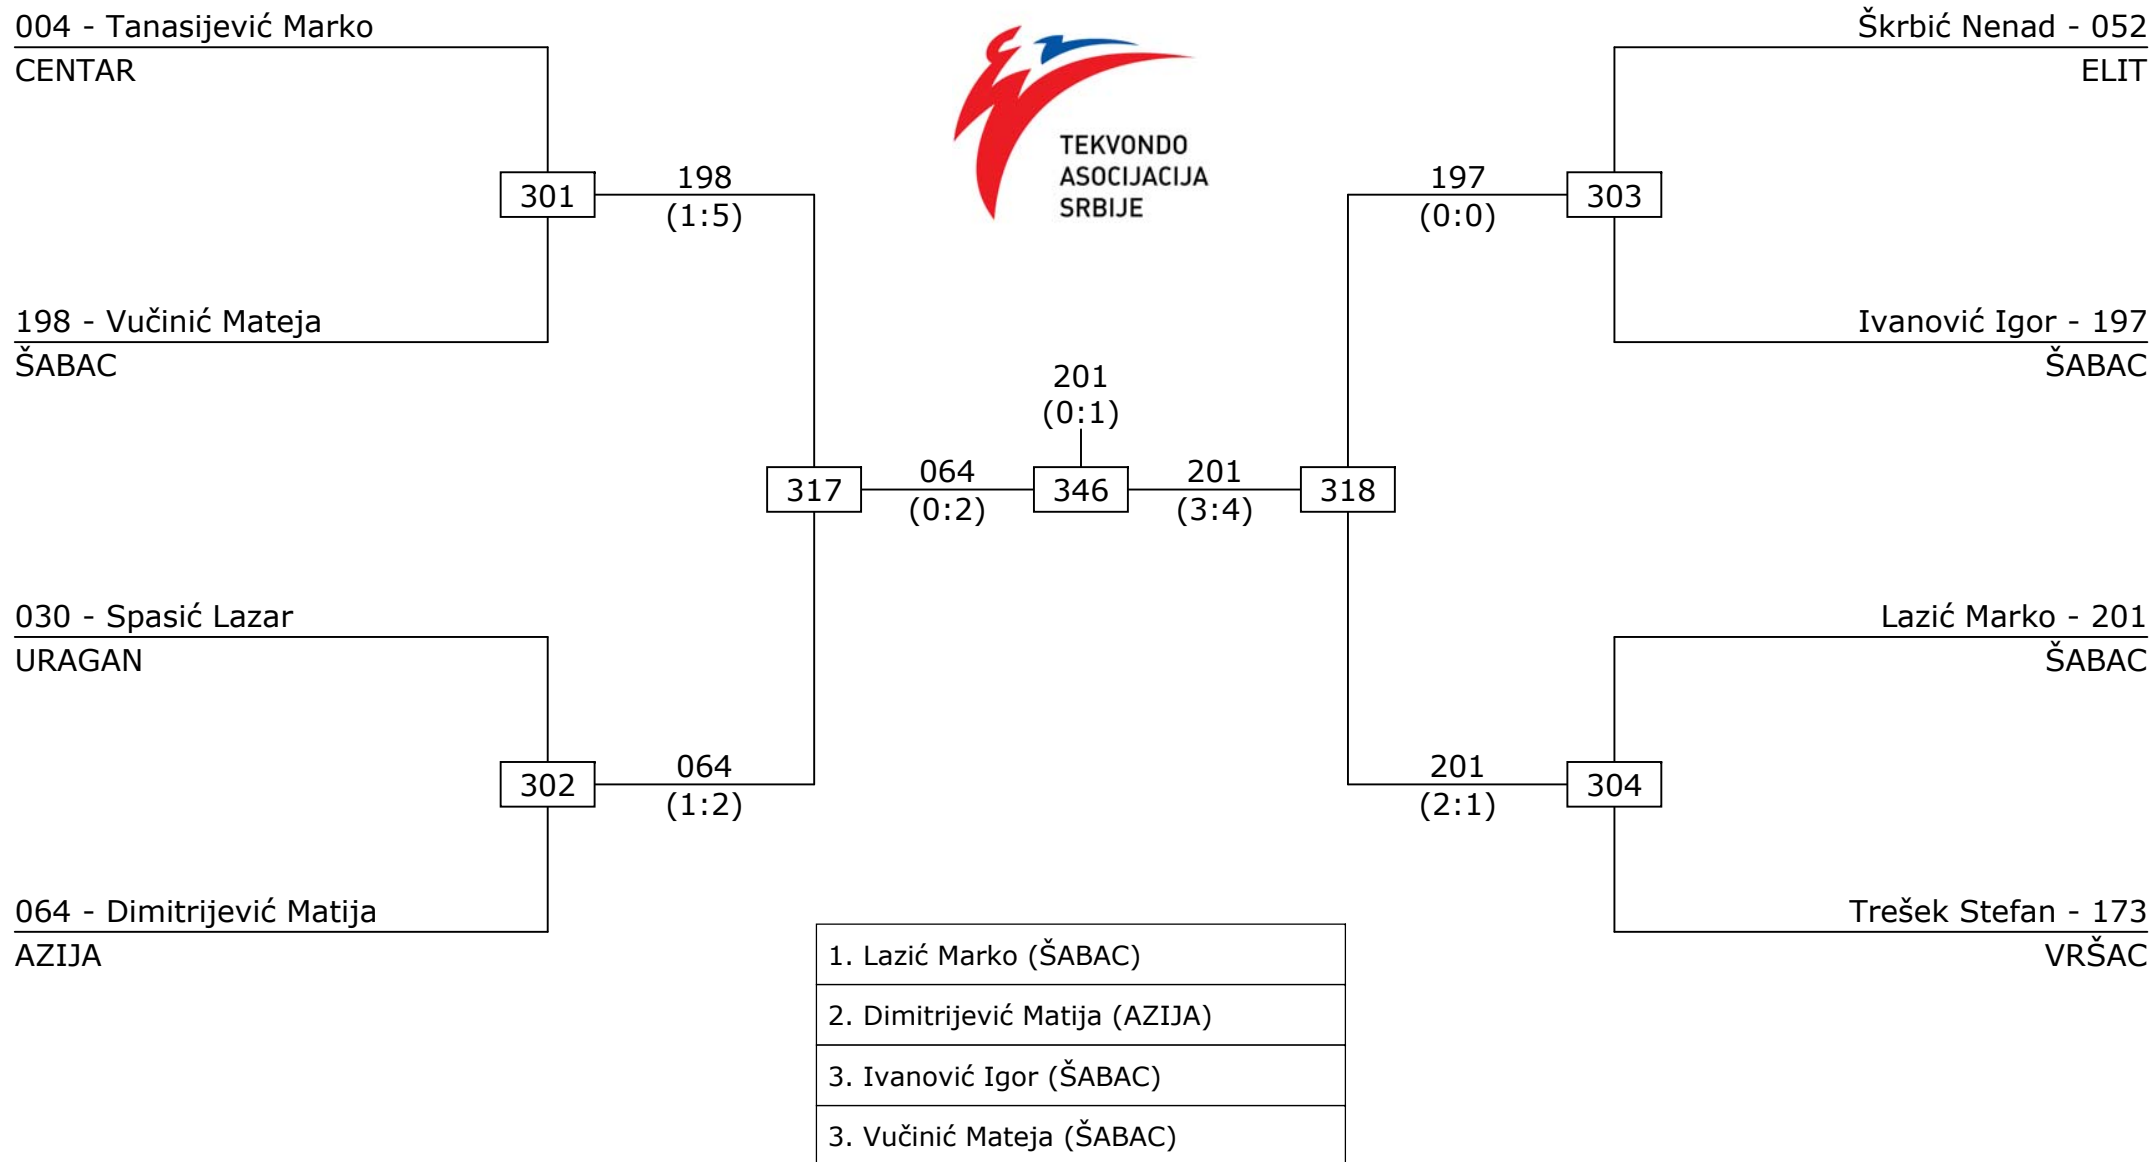 004 - Tanasijević Marko
CENTAR
198 - Vučinić Mateja
ŠABAC
030 - Spasić Lazar
URAGAN
064 - Dimitrijević Matija
AZIJA
301
198
(1:5)
302
064
(1:2)
317
064
(0:2)
TEKVONDO
ASOCIJACIJA
SRBIJE
201
(0:1)
346
201
(3:4)
318
197
(0:0)
303
201
(2:1)
304
Škrbić Nenad - 052
ELIT
Ivanović Igor - 197
ŠABAC
Lazić Marko - 201
ŠABAC
Trešek Stefan - 173
VRŠAC
1. Lazić Marko (ŠABAC)
2. Dimitrijević Matija (AZIJA)
3. Ivanović Igor (ŠABAC)
3. Vučinić Mateja (ŠABAC)